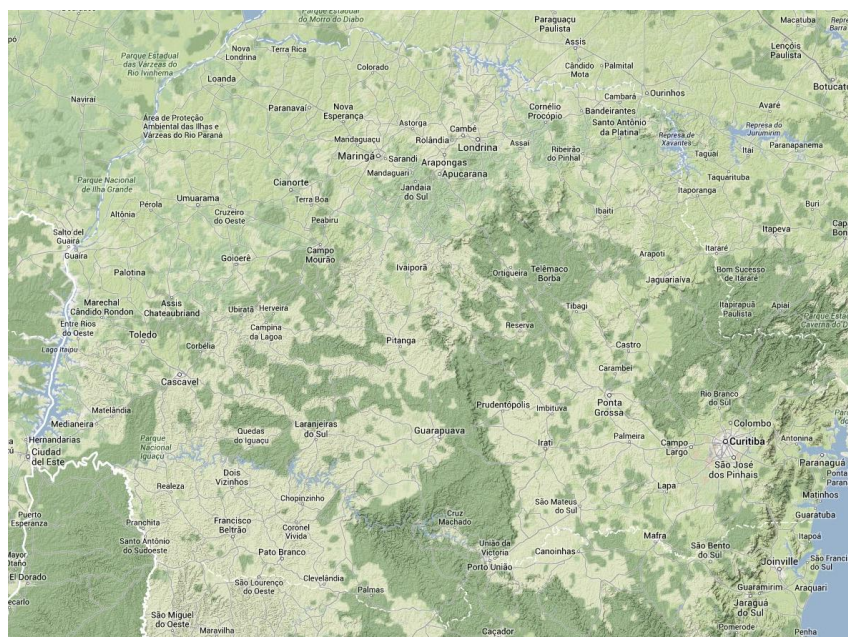 Parque Estadual
do Morro do Diabo
Paraguaçu
Paulista
Macatuba
Nova
Londrina
Terra Rica
Assis
Lençóis
Paulista
Parque Estadual
das Várzeas do
Rio Ivinhema
Colorado
Cândido
Mota
Palmital
Loanda
Botucatu
Naviraí
Paranavaí
Nova
Esperança
Cambará
Ourinhos
Cornélio
Procópio
Bandeirantes
Avaré
Área de Proteção
Ambiental das Ilhas e
Várzeas do Rio Paraná
Astorga
Cambé
Santo Antônio
da Platina
Represa do
Jurumirim
Mandaguaçu
Rolândia
Londrina
Assaí
Represa de
Xavantes
Maringá
Sarandi
Arapongas
Ribeirão
do Pinhal
Taguaí
Itaí
Paranapanema
Mandaguari
Apucarana
Parque Nacional
de Ilha Grande
Cianorte
Jandaia
do Sul
Taquarituba
Umuarama
Terra Boa
Itaporanga
Altônia
Pérola
Cruzeiro
do Oeste
Peabiru
Ibaiti
Buri
Salto del
Guairá
Itapeva
Guaíra
Goioerê
Campo
Mourão
Arapoti
Itararé
Palotina
Ivaiporã
Ortigueira
Telêmaco
Borba
Jaguariaíva
Bom Sucesso
de Itararé
Marechal
Cândido Rondon
Assis
Chateaubriand
Ubiratã
Herveira
Tibagi
Itapirapuã
Paulista
Apiaí
Entre Rios
do Oeste
Toledo
Campina
da Lagoa
Reserva
Lago Itaipu
Corbélia
Pitanga
Castro
Cascavel
Carambeí
Rio Branco
do Sul
Matelândia
Prudentópolis
Imbituva
Ponta
Grossa
Medianeira
Quedas
do Iguaçu
Laranjeiras
do Sul
Guarapuava
Colombo
Hernandarias
Parque
Nacional
Iguaçu
Irati
Palmeira
Campo
Largo
Curitiba
Antonina
Ciudad
del Este
São José
dos Pinhais
Paranaguá
Realeza
Dois
Vizinhos
Chopinzinho
Lapa
Matinhos
Puerto
Esperanza
Pranchita
Francisco
Beltrão
Coronel
Vivida
Cruz
Machado
São Mateus
do Sul
Guaratuba
Santo Antônio
do Sudoeste
Pato Branco
União da
Vitória
Canoinhas
Mafra
São Bento
do Sul
Itapoá
Porto União
Joinville
El Dorado
São Lourenço
do Oeste
Clevelândia
Palmas
Guaramirim
Araquari
São Miguel
do Oeste
Jaraguá
do Sul
Maravilha
Caçador
Pomerode
Penha